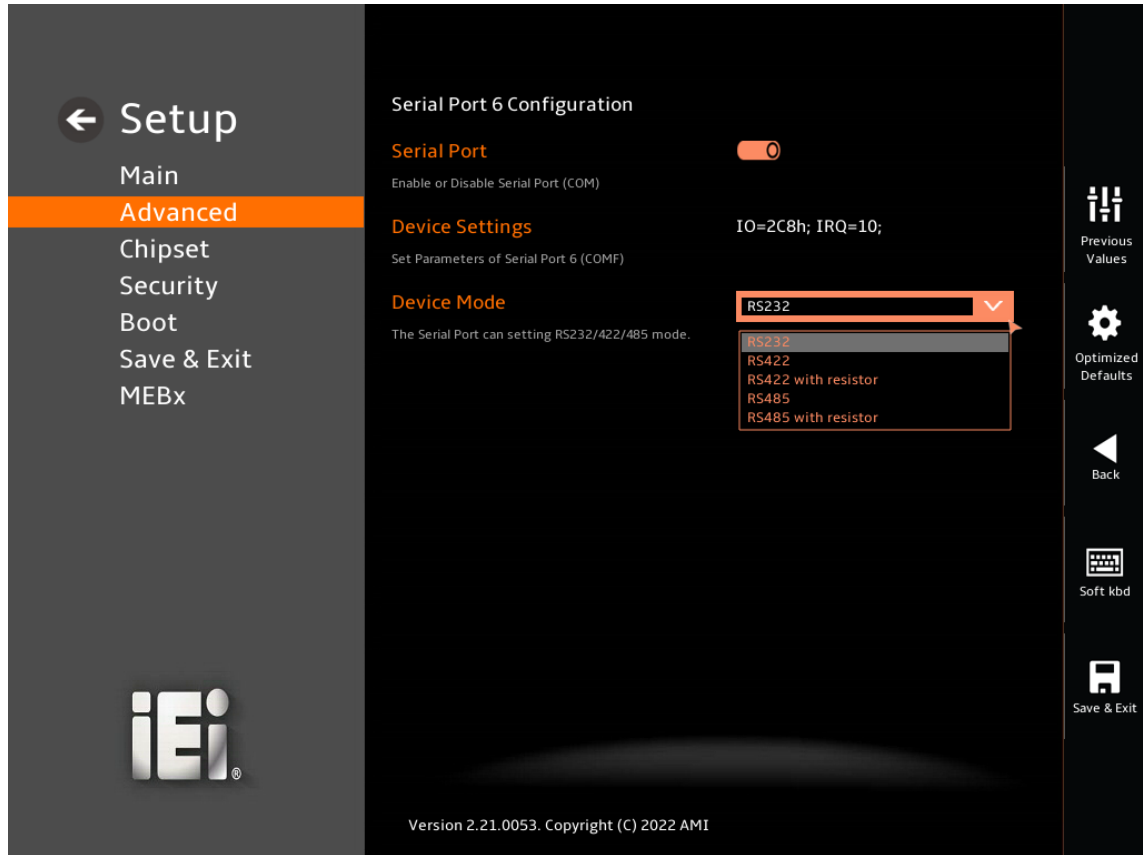 Setup
Main
Advanced
Chipset
Security
Boot
Save & Exit
MEBx
iEi®
Serial Port 6 Configuration
Serial Port
Enable or Disable Serial Port (COM)
Device Settings
IO=2C8h; IRQ=10;
Set Parameters of Serial Port 6 (COMF)
Device Mode
RS232
The Serial Port can setting RS232/422/485 mode.
RS232
RS422
RS422 with resistor
RS485
RS485 with resistor
Version 2.21.0053. Copyright (C) 2022 AMI
Previous
Values
Optimized
Defaults
Back
Soft kbd
Save & Exit